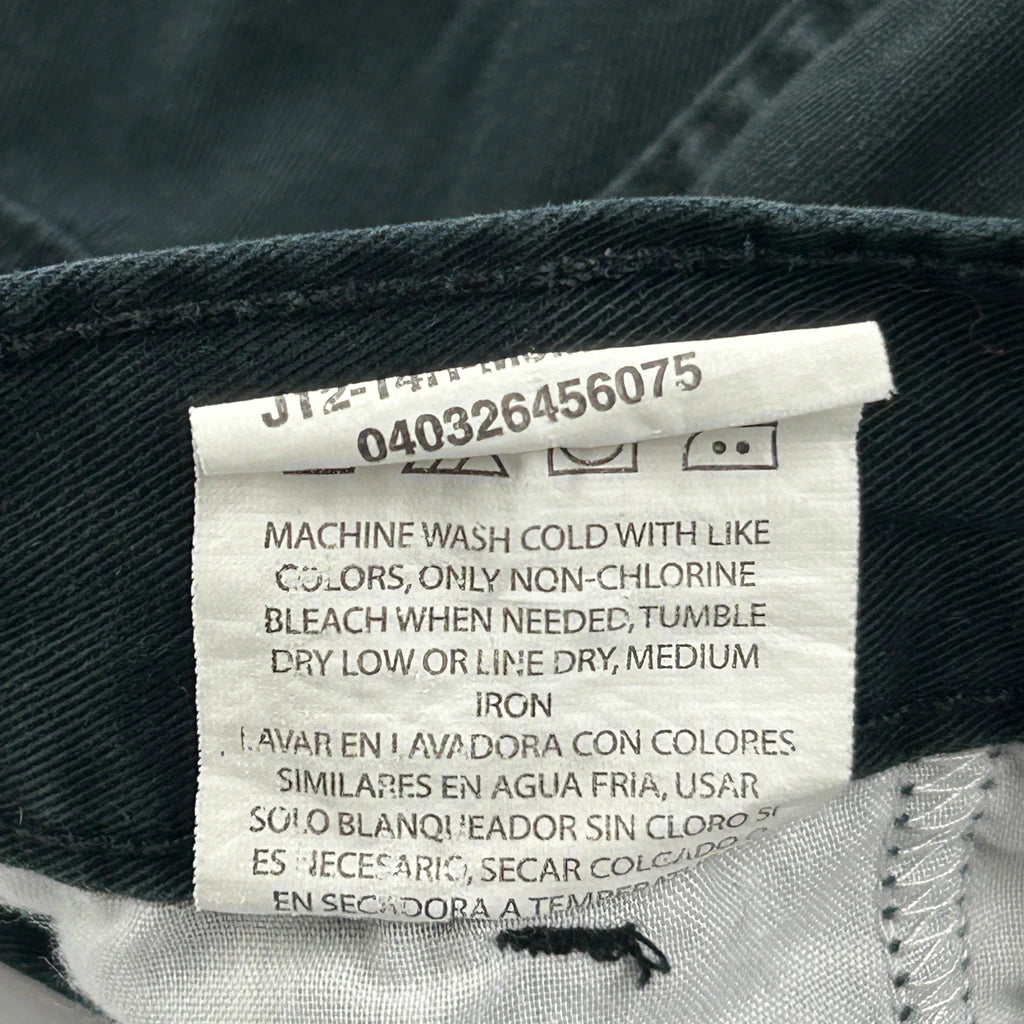 040326456075
MACHINE WASH COLD WITH LIKE
COLORS, ONLY NON-CHLORINE
BLEACH WHEN NEEDED, TUMBLE
DRY LOW OR LINE DRY, MEDIUM
IRON
LAVAR EN LAVADORA CON COLORES
SIMILARES EN AGUA FRIA, USAR
SOLO BLANQUEADOR SIN CLORO SI
ES NECESARIO, SECAR COLGADO O
EN SECADORA A